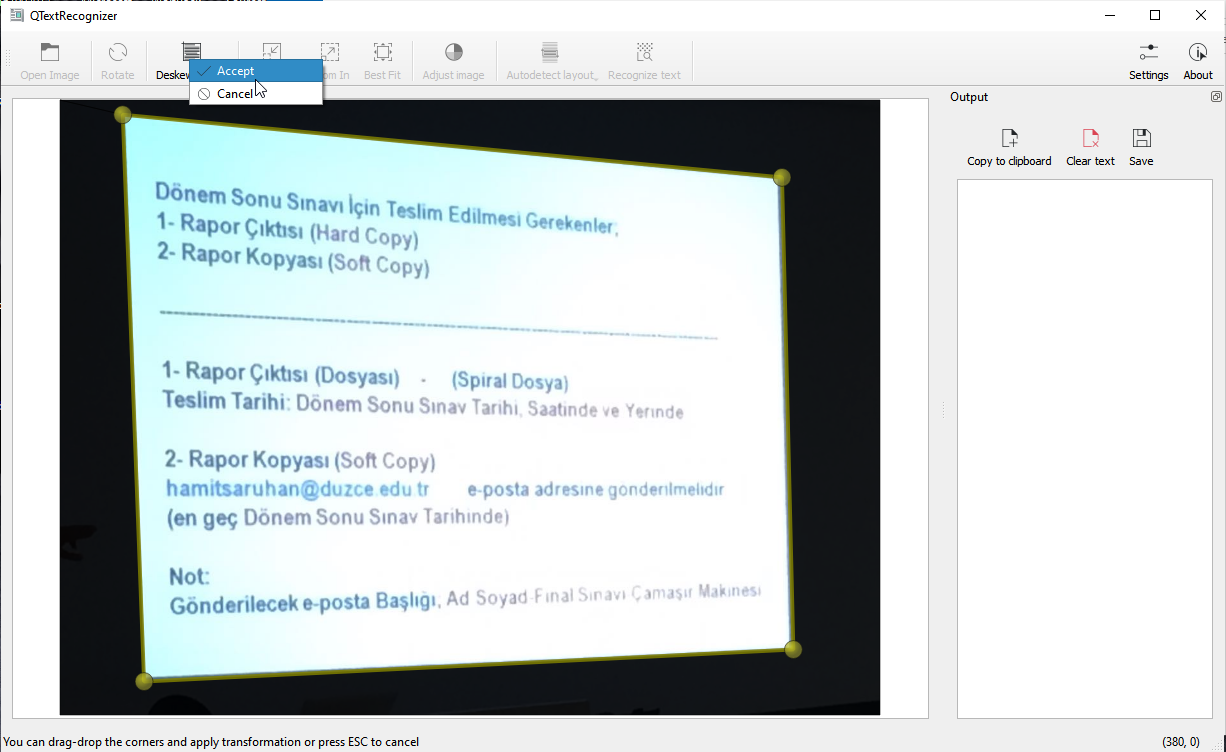 QTextRecognizer
Open Image
Rotate
Deskew
Accept
Cancel
Best Fit
Adjust image
Autodetect layout,
Recognize text
Settings
About
Dönem Sonu Sınavı İçin Teslim Edilmesi Gerekenler;
1- Rapor Çıktısı (Hard Copy)
2- Rapor Kopyası (Soft Copy)
1- Rapor Çıktısı (Dosyası) - (Spiral Dosya)
Teslim Tarihi: Dönem Sonu Sınav Tarihi, Saatinde ve Yerinde
2- Rapor Kopyası (Soft Copy)
hamitsaruhan@duzce.edu.tr e-posta adresine gönderilmelidir
(en geç Dönem Sonu Sınav Tarihinde)
Not:
Gönderilecek e-posta Başlığı; Ad Soyad-Final Sınavı Çamaşır Makinesi
Output
Copy to clipboard
Clear text
Save
You can drag-drop the corners and apply transformation or press ESC to cancel
(380, 0)